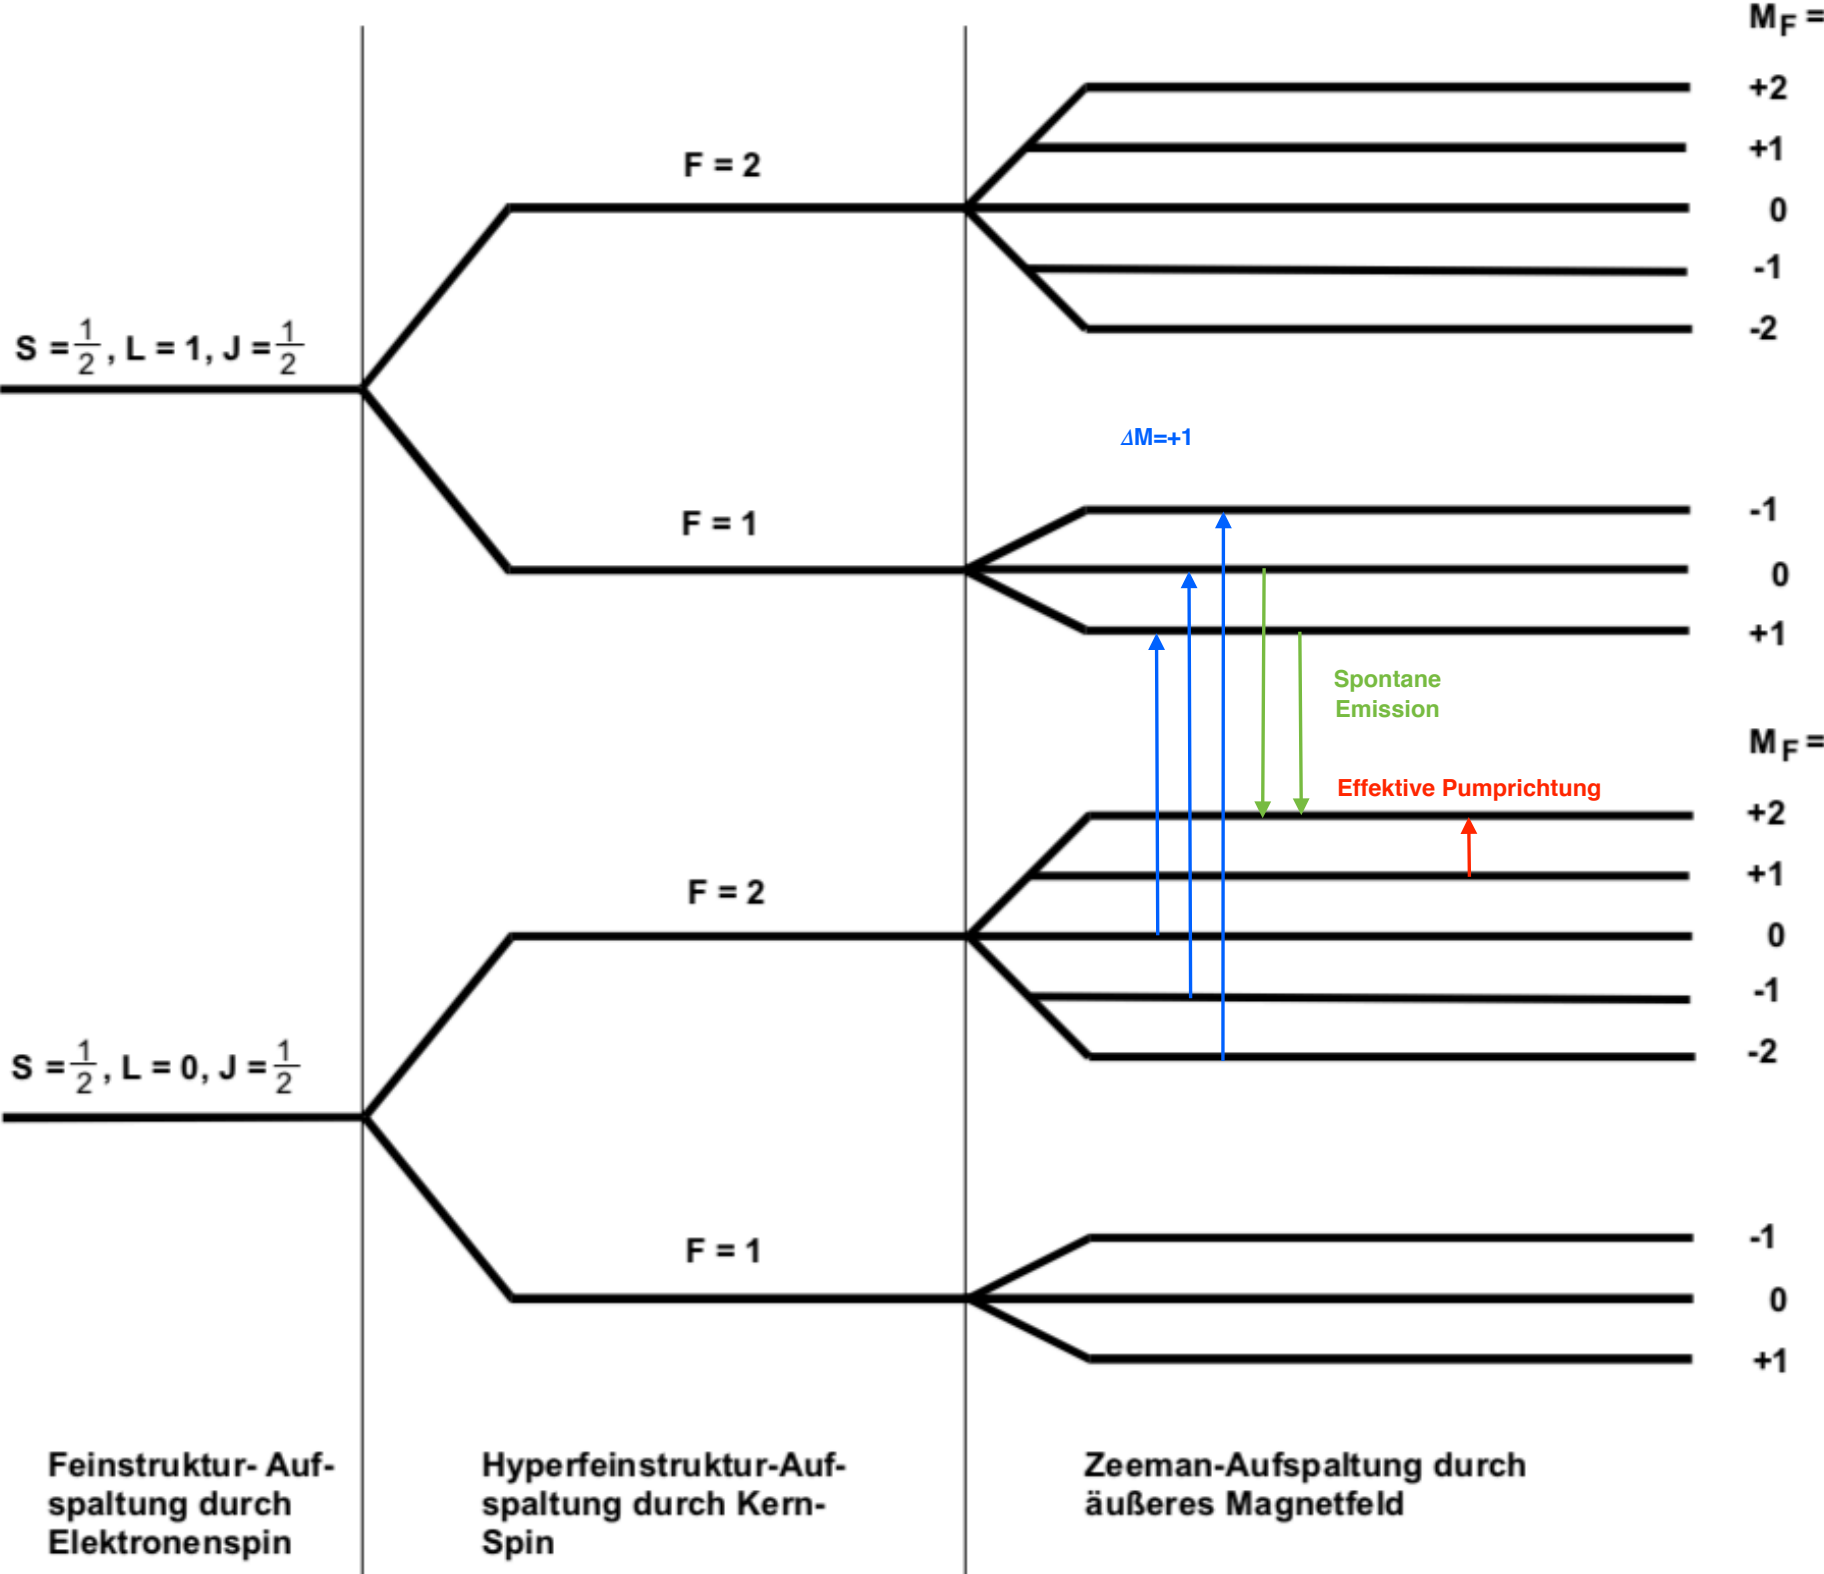 M_F =
+2
+1
0
-1
-2
F = 2
S = 1/2, L = 1, J = 1/2
ΔM=+1
F = 1
-1
0
+1
Spontane
Emission
M_F =
Effektive Pumprichtung
+2
+1
0
-1
-2
F = 2
S = 1/2, L = 0, J = 1/2
F = 1
-1
0
+1
Feinstruktur- Auf-
spaltung durch
Elektronenspin
Hyperfeinstruktur-Auf-
spaltung durch Kern-
Spin
Zeeman-Aufspaltung durch
äußeres Magnetfeld